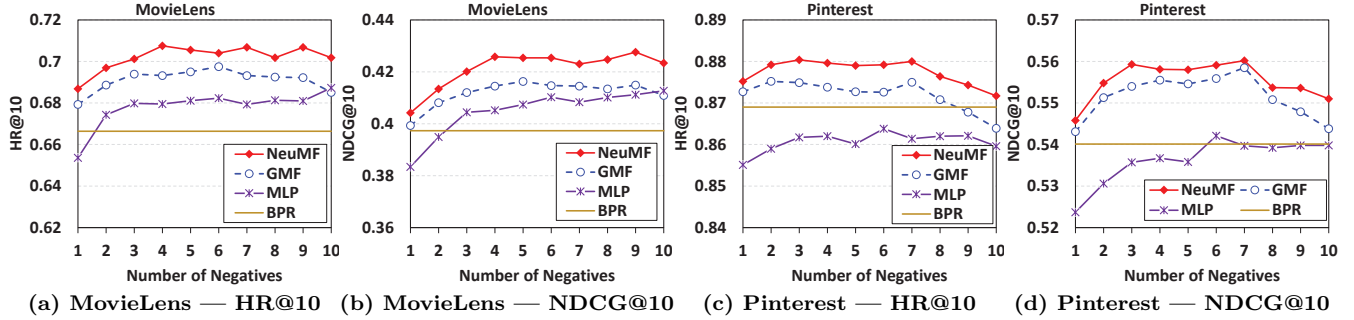 MovieLens
0.72
0.7
0.68
0.66
0.64
0.62
HR@10
NeuMF
GMF
MLP
BPR
1 2 3 4 5 6 7 8 9 10
Number of Negatives
(a) MovieLens — HR@10
MovieLens
0.44
0.42
0.4
0.38
0.36
NDCG@10
NeuMF
GMF
MLP
BPR
1 2 3 4 5 6 7 8 9 10
Number of Negatives
(b) MovieLens — NDCG@10
Pinterest
0.89
0.88
0.87
0.86
0.85
0.84
HR@10
NeuMF
GMF
MLP
BPR
1 2 3 4 5 6 7 8 9 10
Number of Negatives
(c) Pinterest — HR@10
Pinterest
0.57
0.56
0.55
0.54
0.53
0.52
NDCG@10
NeuMF GMF
MLP BPR
1 2 3 4 5 6 7 8 9 10
Number of Negatives
(d) Pinterest — NDCG@10